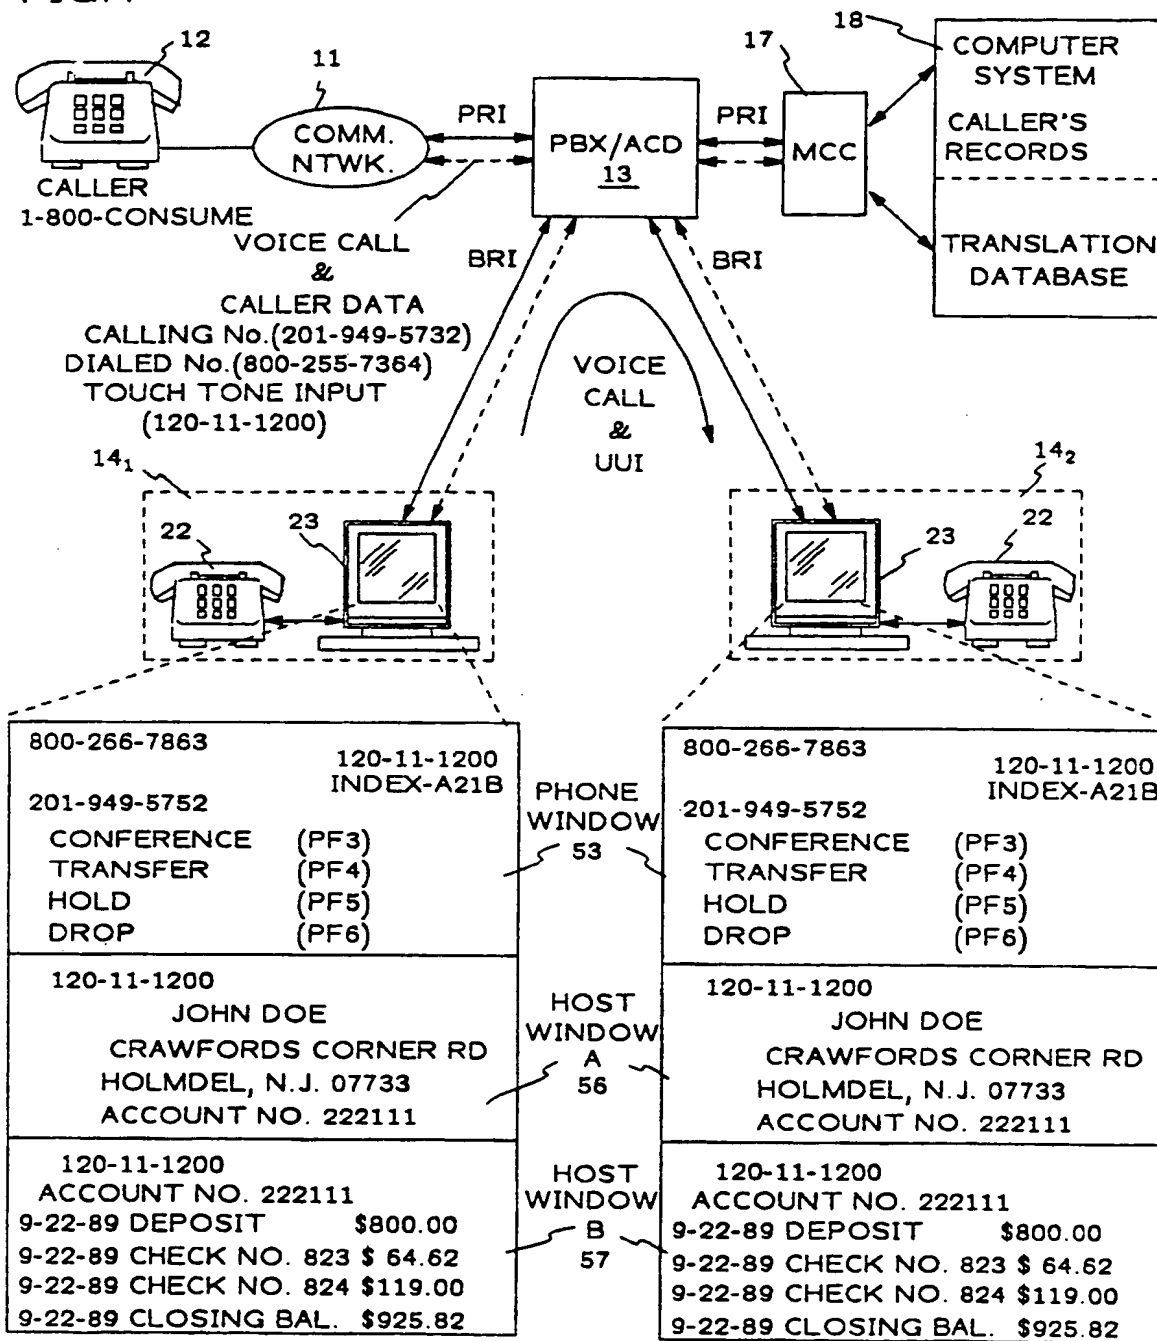 12
11
CALLER
1-800-CONSUME
COMM.
NTWK.
PRI
PBX/ACD
13
PRI
17
MCC
18
COMPUTER
SYSTEM
CALLER'S
RECORDS
TRANSLATION
DATABASE
VOICE CALL
&
CALLER DATA
CALLING No.(201-949-5732)
DIALED No.(800-255-7364)
TOUCH TONE INPUT
(120-11-1200)
BRI
BRI
VOICE
CALL
&
UUI
14₁
22
23
14₂
23
22
800-266-7863
120-11-1200
INDEX-A21B
201-949-5752
CONFERENCE (PF3)
TRANSFER (PF4)
HOLD (PF5)
DROP (PF6)
120-11-1200
JOHN DOE
CRAWFORDS CORNER RD
HOLMDEL, N.J. 07733
ACCOUNT NO. 222111
120-11-1200
ACCOUNT NO. 222111
9-22-89 DEPOSIT $800.00
9-22-89 CHECK NO. 823 $ 64.62
9-22-89 CHECK NO. 824 $119.00
9-22-89 CLOSING BAL. $925.82
PHONE
WINDOW
53
HOST
WINDOW
A
56
HOST
WINDOW
B
57
800-266-7863
120-11-1200
INDEX-A21B
201-949-5752
CONFERENCE (PF3)
TRANSFER (PF4)
HOLD (PF5)
DROP (PF6)
120-11-1200
JOHN DOE
CRAWFORDS CORNER RD
HOLMDEL, N.J. 07733
ACCOUNT NO. 222111
120-11-1200
ACCOUNT NO. 222111
9-22-89 DEPOSIT $800.00
9-22-89 CHECK NO. 823 $ 64.62
9-22-89 CHECK NO. 824 $119.00
9-22-89 CLOSING BAL. $925.82